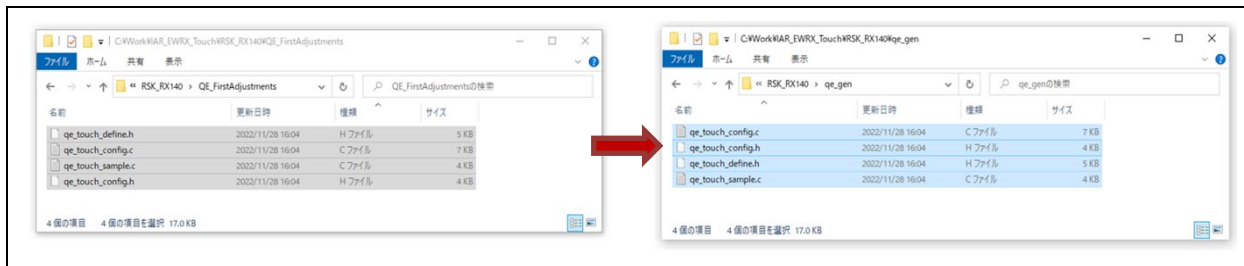 C:¥Work¥IAR_EWRX_Touch¥RSK_RX140¥QE_FirstAdjustments
ファイル ホーム 共有 表示
« RSK_RX140 › QE_FirstAdjustments QE_FirstAdjustmentsの検索
名前 更新日時 種類 サイズ
qe_touch_define.h 2022/11/28 16:04 H ファイル 5 KB
qe_touch_config.c 2022/11/28 16:04 C ファイル 7 KB
qe_touch_sample.c 2022/11/28 16:04 C ファイル 4 KB
qe_touch_config.h 2022/11/28 16:04 H ファイル 4 KB
4 個の項目 4 個の項目を選択 17.0 KB
C:¥Work¥IAR_EWRX_Touch¥RSK_RX140¥qe_gen
ファイル ホーム 共有 表示
« RSK_RX140 › qe_gen qe_genの検索
名前 更新日時 種類 サイズ
qe_touch_config.c 2022/11/28 16:04 C ファイル 7 KB
qe_touch_config.h 2022/11/28 16:04 H ファイル 4 KB
qe_touch_define.h 2022/11/28 16:04 H ファイル 5 KB
qe_touch_sample.c 2022/11/28 16:04 C ファイル 4 KB
4 個の項目 4 個の項目を選択 17.0 KB